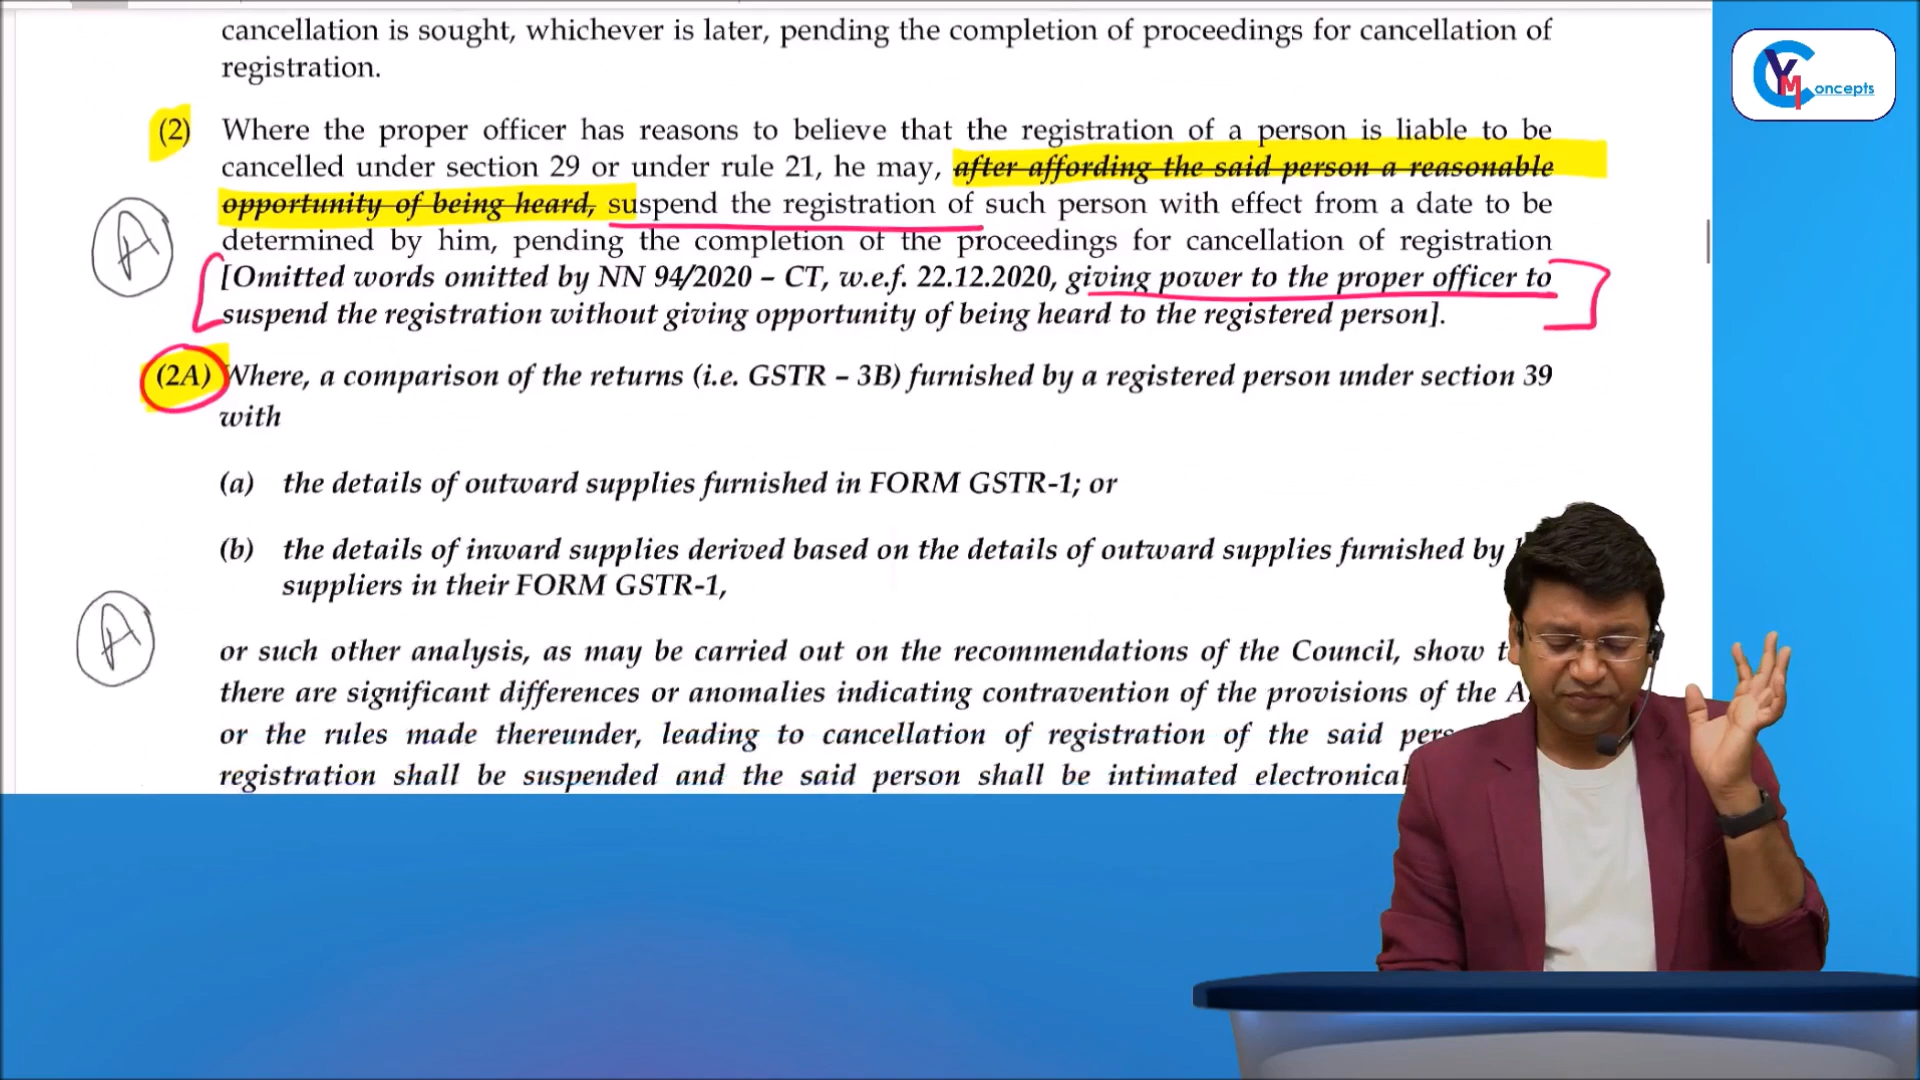 cancellation is sought, whichever is later, pending the completion of proceedings for cancellation of
registration.
oncepts
(2) Where the proper officer has reasons to believe that the registration of a person is liable to be
cancelled under section 29 or under rule 21, he may, after affording the said person a reasonable
opportunity of being heard, suspend the registration of such person with effect from a date to be
determined by him, pending the completion of the proceedings for cancellation of registration
A
[Omitted words omitted by NN 94/2020 – CT, w.e.f. 22.12.2020, giving power to the proper officer to
suspend the registration without giving opportunity of being heard to the registered person].
(2A) Where, a comparison of the returns (i.e. GSTR – 3B) furnished by a registered person under section 39
with
(a) the details of outward supplies furnished in FORM GSTR-1; or
(b) the details of inward supplies derived based on the details of outward supplies furnished by
suppliers in their FORM GSTR-1,
A
or such other analysis, as may be carried out on the recommendations of the Council, show
there are significant differences or anomalies indicating contravention of the provisions of the
or the rules made thereunder, leading to cancellation of registration of the said
registration shall be suspended and the said person shall be intimated